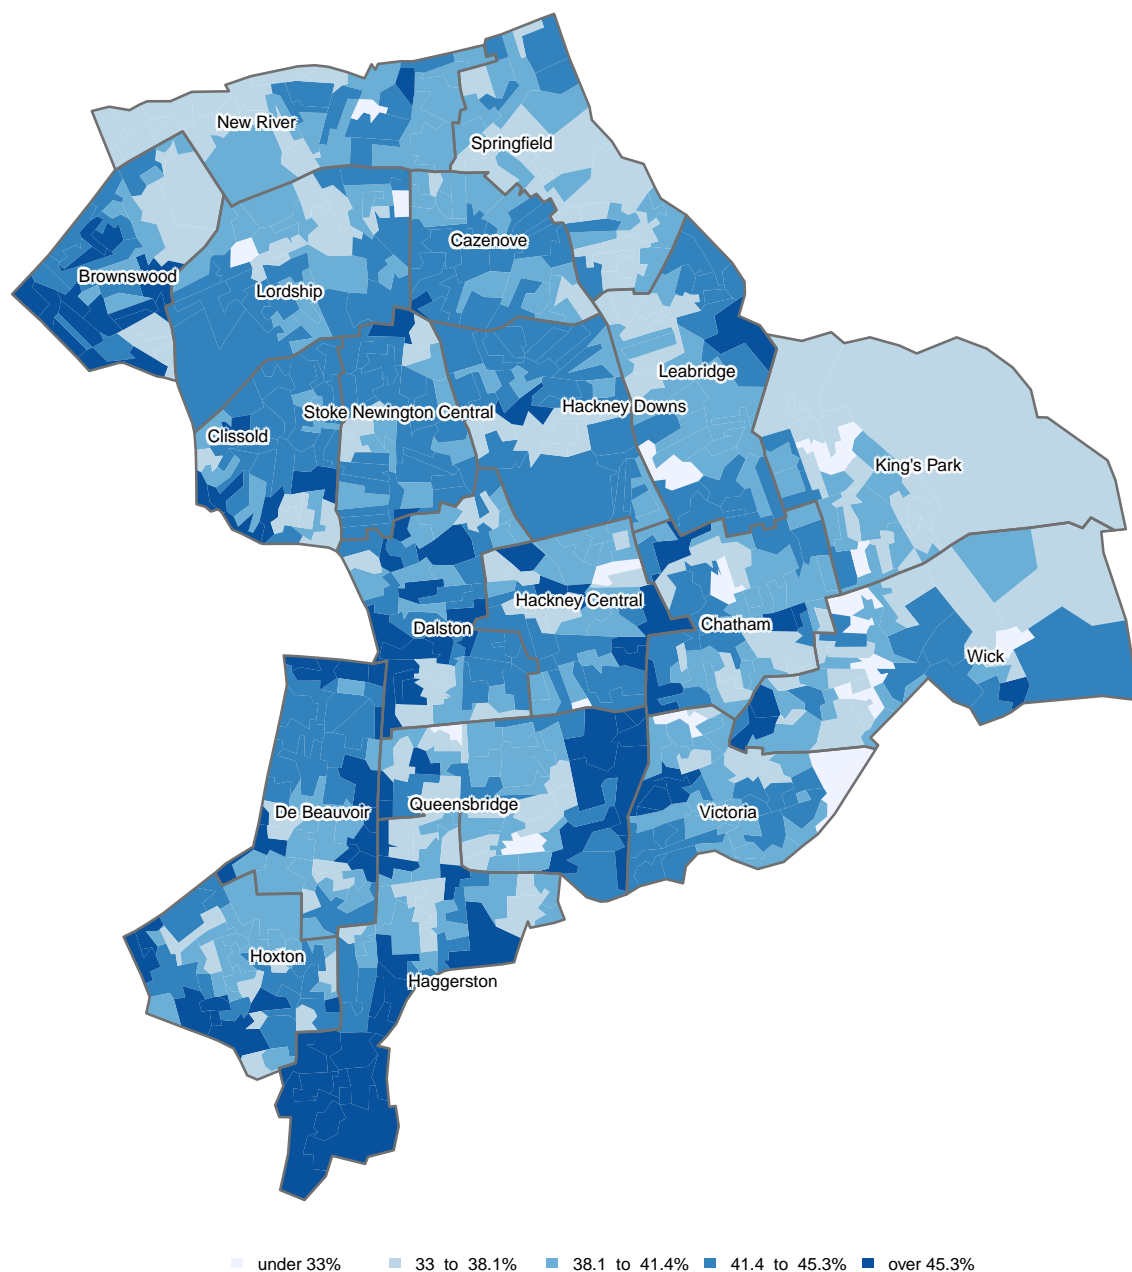 New River
Springfield
Cazenove
Brownswood
Lordship
Leabridge
Hackney Downs
Stoke Newington Central
Clissold
King's Park
Hackney Central
Chatham
Dalston
Wick
Queensbridge
De Beauvoir
Victoria
Hoxton
Haggerston
under 33% 33 to 38.1% 38.1 to 41.4% 41.4 to 45.3% over 45.3%